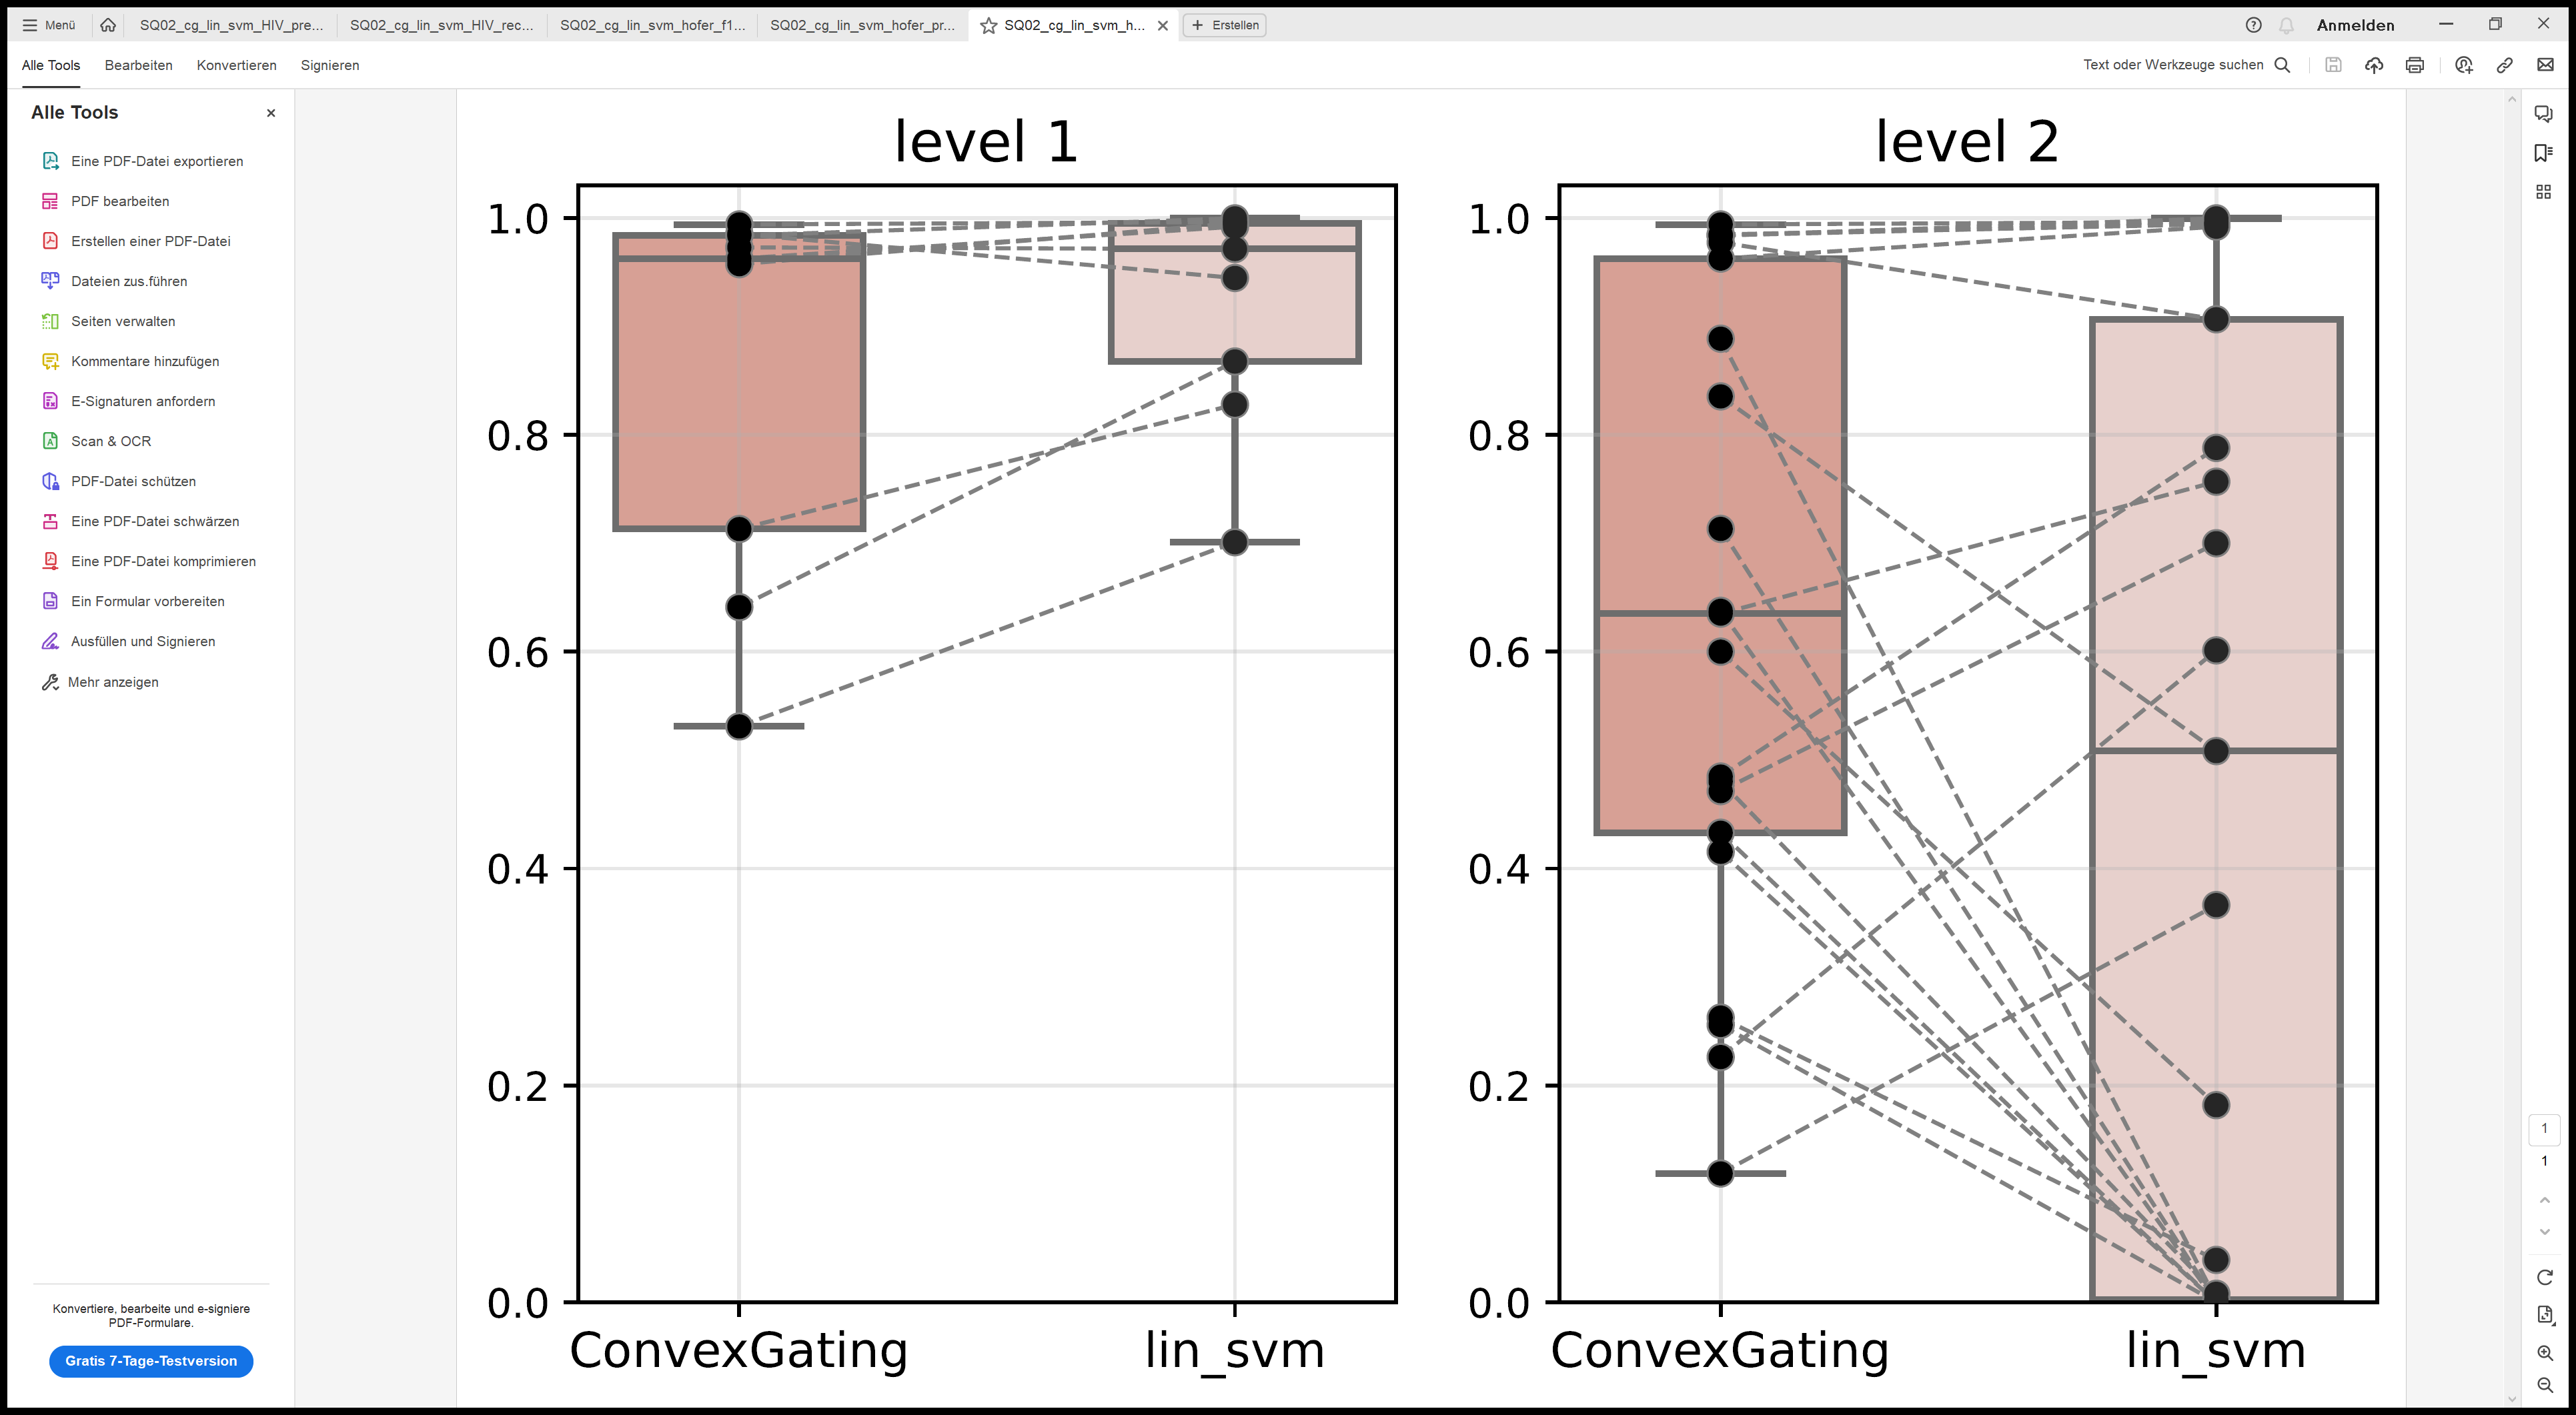 Menü
SQ02_cg_lin_svm_HIV_pre...
SQ02_cg_lin_svm_HIV_rec...
SQ02_cg_lin_svm_hofer_f1...
SQ02_cg_lin_svm_hofer_pr...
SQ02_cg_lin_svm_h...
Erstellen
Anmelden
Alle Tools
Bearbeiten
Konvertieren
Signieren
Text oder Werkzeuge suchen
Alle Tools
Eine PDF-Datei exportieren
PDF bearbeiten
Erstellen einer PDF-Datei
Dateien zus.führen
Seiten verwalten
Kommentare hinzufügen
E-Signaturen anfordern
Scan & OCR
PDF-Datei schützen
Eine PDF-Datei schwärzen
Eine PDF-Datei komprimieren
Ein Formular vorbereiten
Ausfüllen und Signieren
Mehr anzeigen
Konvertiere, bearbeite und e-signiere
PDF-Formulare.
Gratis 7-Tage-Testversion
level 1
1.0
0.8
0.6
0.4
0.2
0.0
ConvexGating
lin_svm
level 2
1.0
0.8
0.6
0.4
0.2
0.0
ConvexGating
lin_svm
1
1